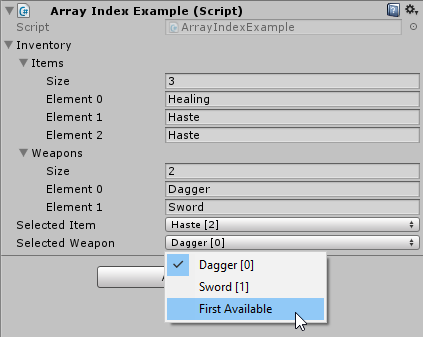 Array Index Example (Script)
Script ArrayIndexExample
Inventory
Items
Size 3
Element 0 Healing
Element 1 Haste
Element 2 Haste
Weapons
Size 2
Element 0 Dagger
Element 1 Sword
Selected Item Haste [2]
Selected Weapon Dagger [0]
Dagger [0]
Sword [1]
First Available